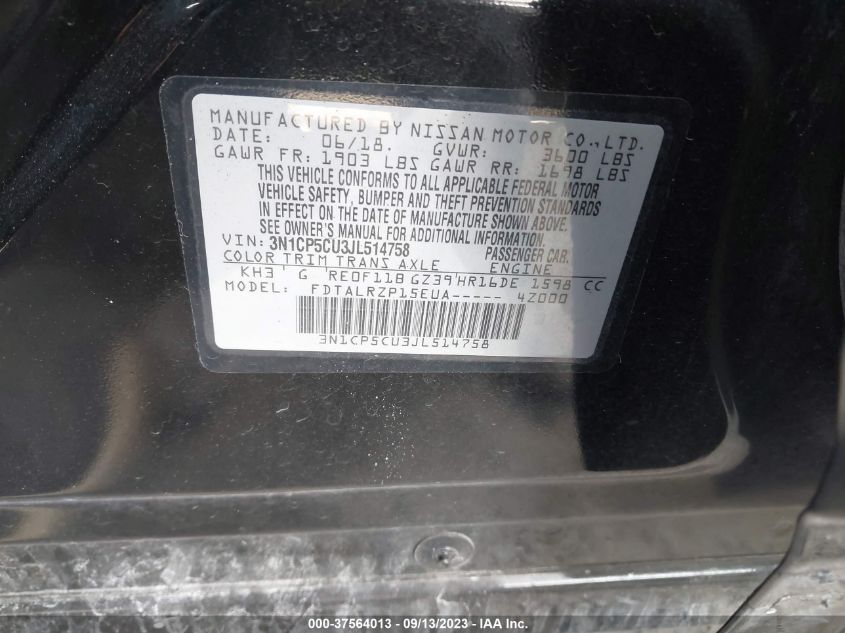 MANUFACTURED BY NISSAN MOTOR CO., LTD.
DATE: 06/18. GVWR: 3600 LBS
GAWR FR: 1903 LBS GAWR RR: 1698 LBS
THIS VEHICLE CONFORMS TO ALL APPLICABLE FEDERAL MOTOR
VEHICLE SAFETY, BUMPER AND THEFT PREVENTION STANDARDS
IN EFFECT ON THE DATE OF MANUFACTURE SHOWN ABOVE.
SEE OWNER'S MANUAL FOR ADDITIONAL INFORMATION.
VIN: 3N1CP5CU3JL514758 PASSENGER CAR.
COLOR TRIM TRANS AXLE ENGINE
KH3 G RE0F11B GZ39 HR16DE 1598 CC
MODEL: FDTALRZP15EUA----- 4Z000
3N1CP5CU3JL514758
000-37564013 - 09/13/2023 - IMPACT AUTO AUCTIONS INC.